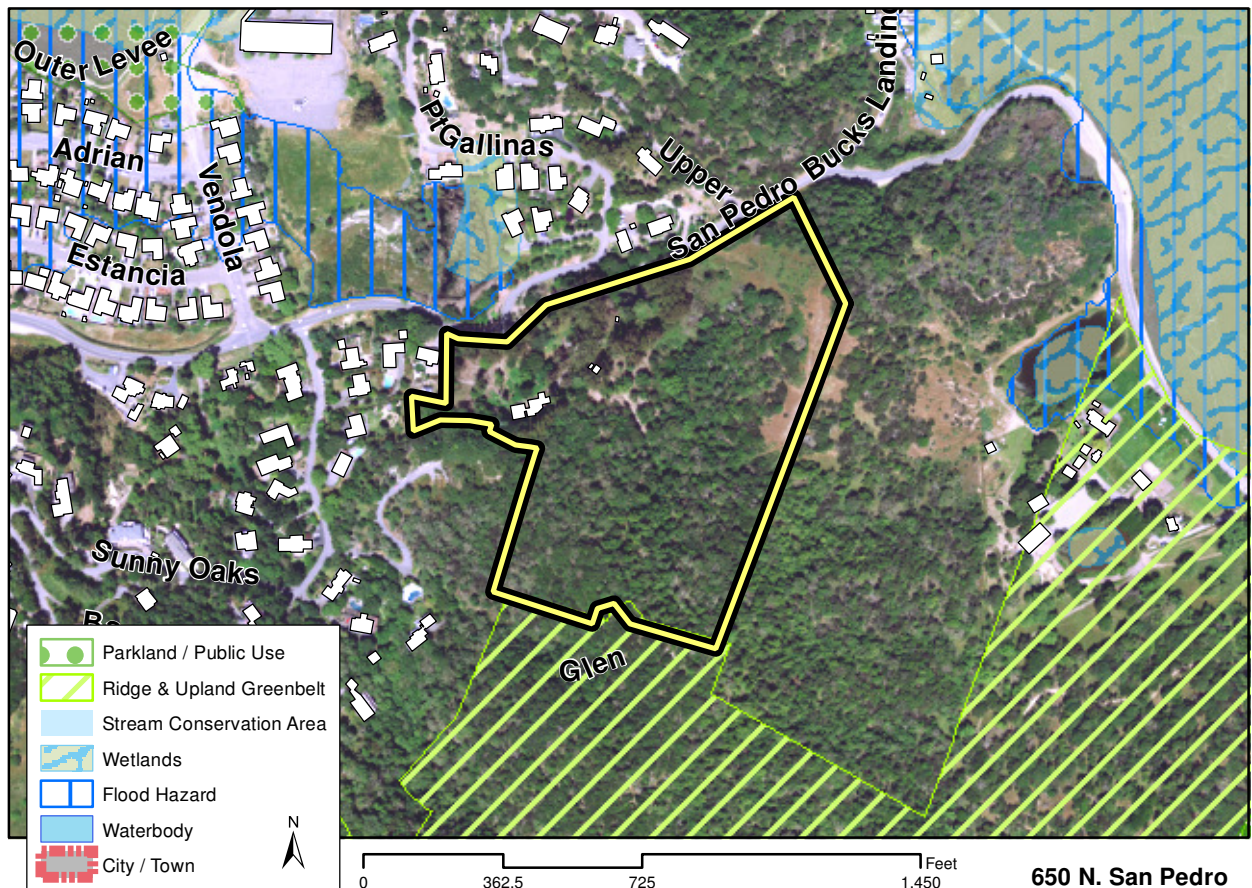 Outer Levee
Adrian
Vendola
Estancia
PtGallinas
Upper
San Pedro
Bucks Landing
Sunny Oaks
Glen
Parkland / Public Use
Ridge & Upland Greenbelt
Stream Conservation Area
Wetlands
Flood Hazard
Waterbody
City / Town
N
Feet
0 362.5 725 1,450
650 N. San Pedro